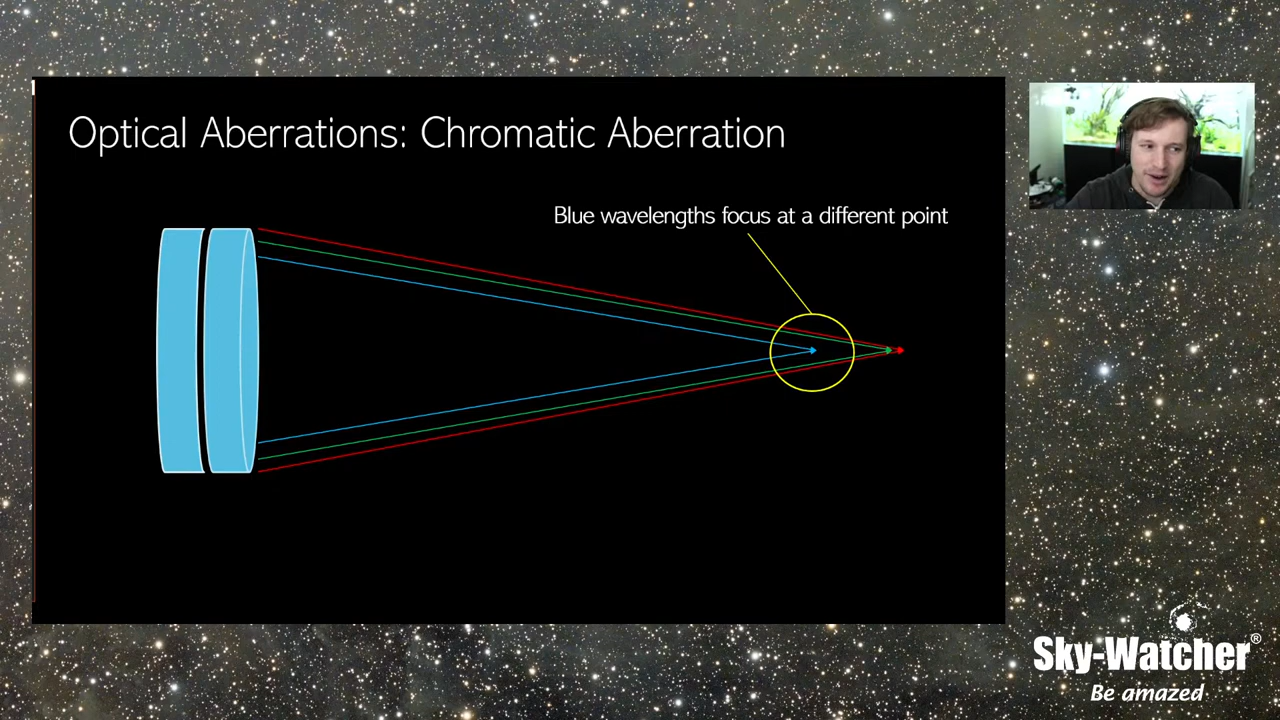 Optical Aberrations: Chromatic Aberration
Blue wavelengths focus at a different point
Sky-Watcher®
Be amazed